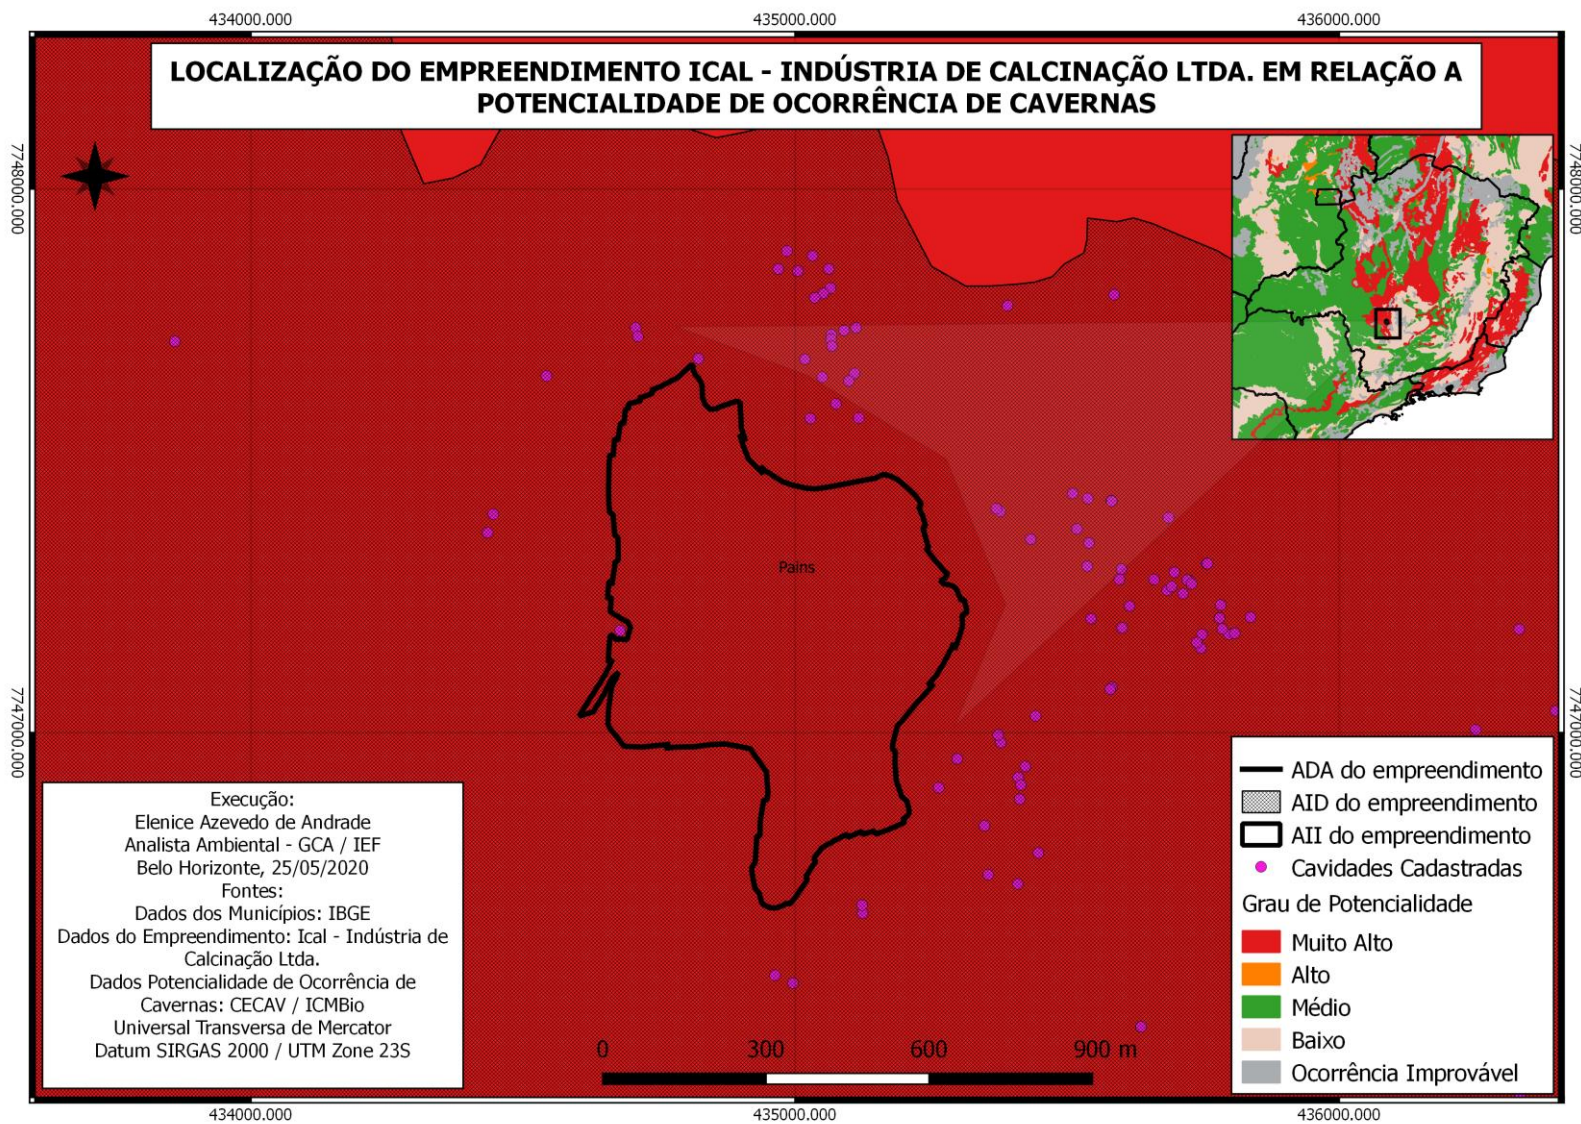 434000.000
435000.000
436000.000
LOCALIZAÇÃO DO EMPREENDIMENTO ICAL - INDÚSTRIA DE CALCINAÇÃO LTDA. EM RELAÇÃO A
POTENCIALIDADE DE OCORRÊNCIA DE CAVERNAS
7748000.000
7748000.000
Pains
7747000.000
7747000.000
Execução:
Elenice Azevedo de Andrade
Analista Ambiental - GCA / IEF
Belo Horizonte, 25/05/2020
Fontes:
Dados dos Municípios: IBGE
Dados do Empreendimento: Ical - Indústria de
Calcinação Ltda.
Dados Potencialidade de Ocorrência de
Cavernas: CECAV / ICMBio
Universal Transversa de Mercator
Datum SIRGAS 2000 / UTM Zone 23S
0
300
600
900 m
ADA do empreendimento
AID do empreendimento
AII do empreendimento
Cavidades Cadastradas
Grau de Potencialidade
Muito Alto
Alto
Médio
Baixo
Ocorrência Improvável
434000.000
435000.000
436000.000